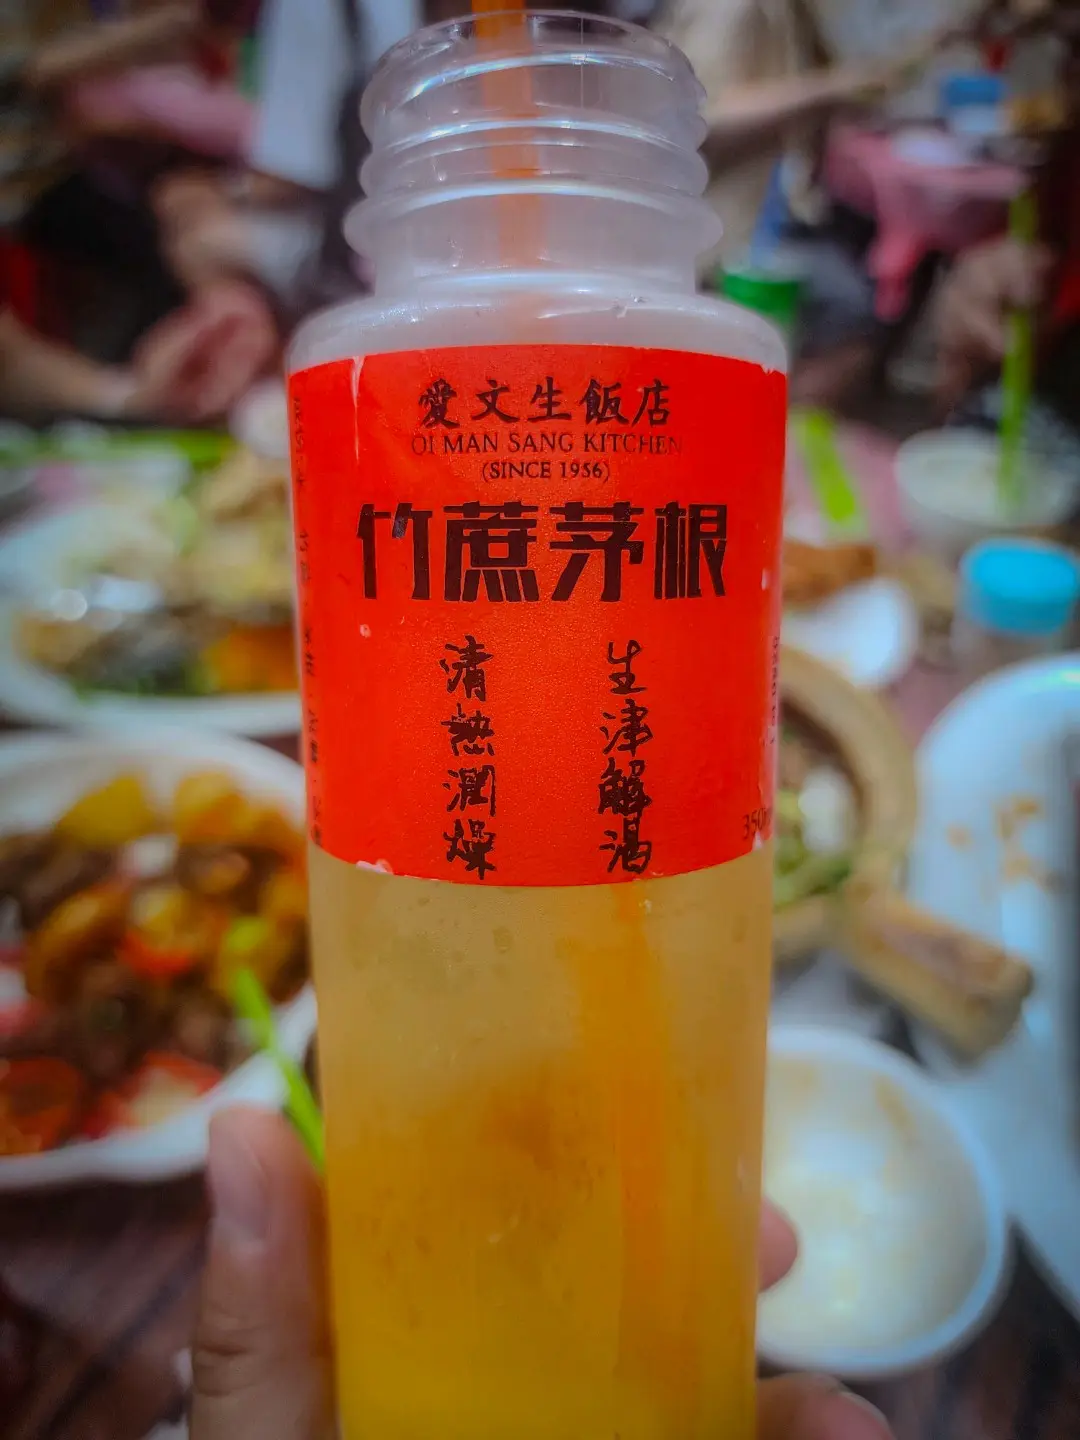 愛文生飯店
OI MAN SANG KITCHEN
(SINCE 1956)
竹蔗茅根
生津解渴
清熱潤燥